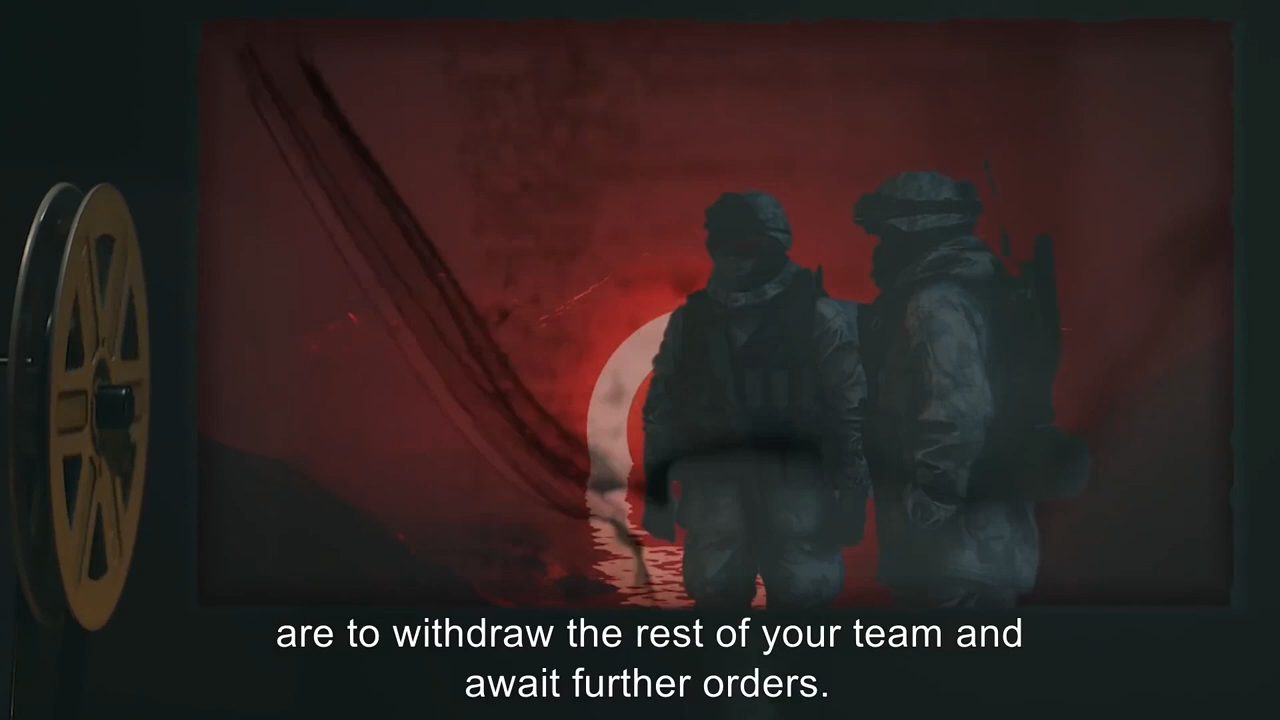 are to withdraw the rest of your team and
await further orders.